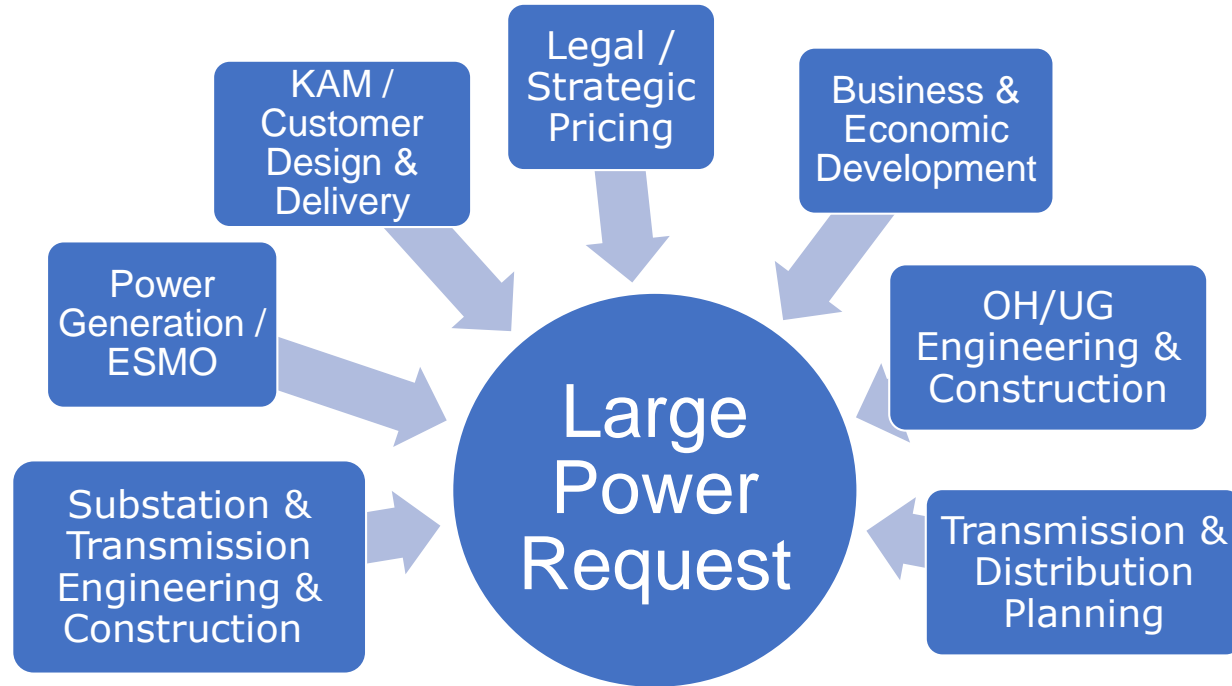 Legal /
Strategic
Pricing
KAM /
Customer
Design &
Delivery
Business &
Economic
Development
Power
Generation /
ESMO
OH/UG
Engineering &
Construction
Large
Power
Request
Substation &
Transmission
Engineering &
Construction
Transmission &
Distribution
Planning